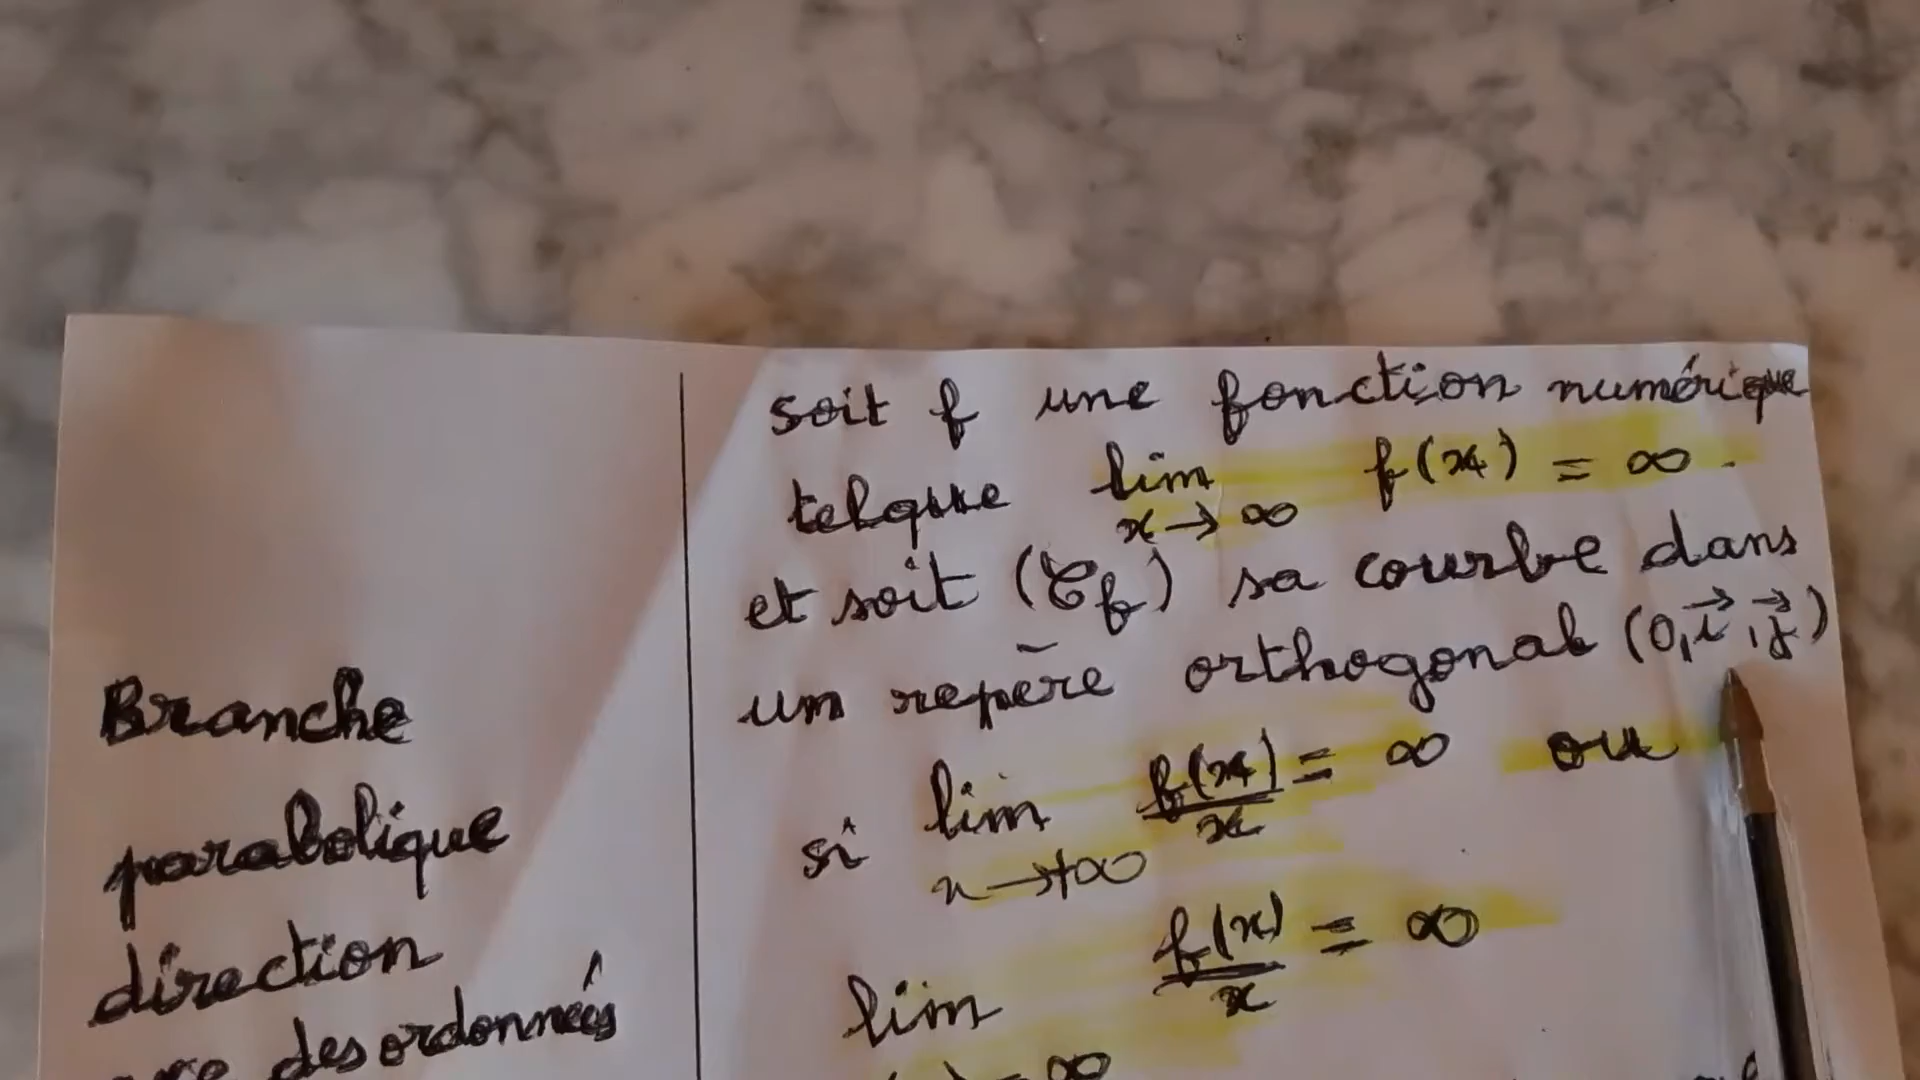 Branche
parabolique
direction
des ordonnées
soit f une fonction numérique
telque lim f(x) = ∞.
x → ∞
et soit (Cf) sa courbe dans
un repère orthogonal (O, i⃗, j⃗)
si lim f(x)/x = ∞ ou
x → +∞
lim f(x)/x = ∞
∞